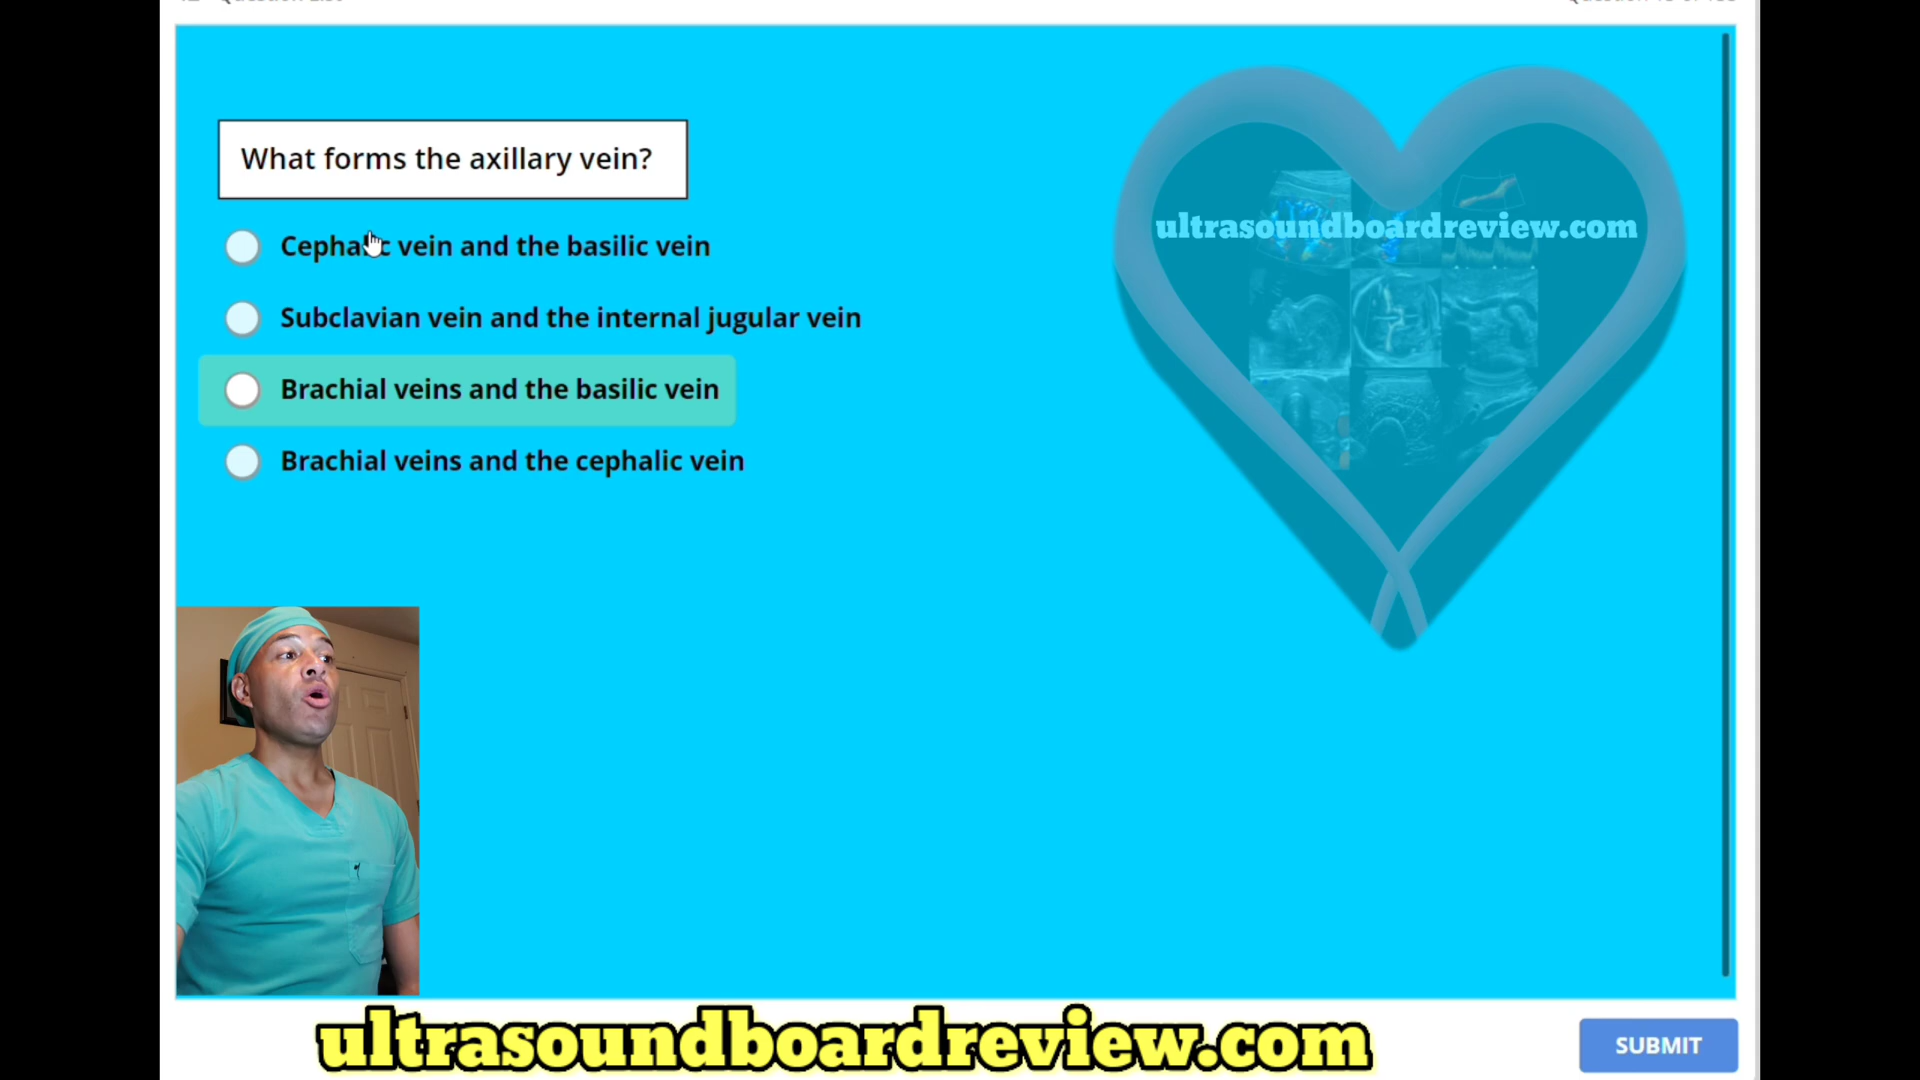 What forms the axillary vein?
Cephalic vein and the basilic vein
Subclavian vein and the internal jugular vein
Brachial veins and the basilic vein
Brachial veins and the cephalic vein
ultrasoundboardreview.com
ultrasoundboardreview.com
SUBMIT